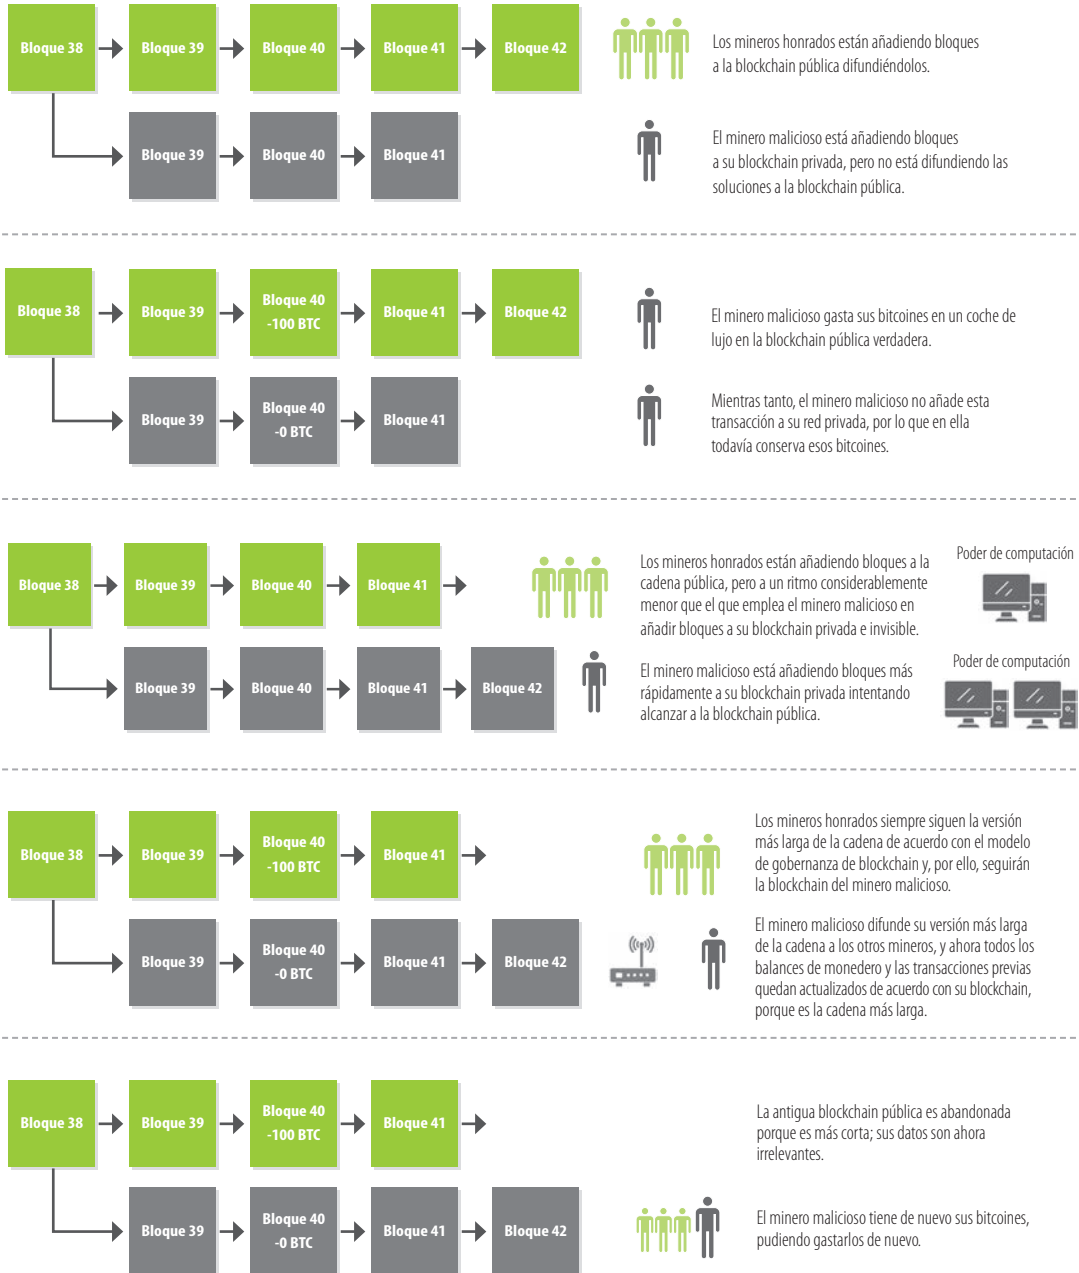 Bloque 38
Bloque 39
Bloque 40
Bloque 41
Bloque 42
Los mineros honrados están añadiendo bloques
a la blockchain pública difundiéndolos.
Bloque 39
Bloque 40
Bloque 41
El minero malicioso está añadiendo bloques
a su blockchain privada, pero no está difundiendo las
soluciones a la blockchain pública.
Bloque 38
Bloque 39
Bloque 40
-100 BTC
Bloque 41
Bloque 42
El minero malicioso gasta sus bitcoines en un coche de
lujo en la blockchain pública verdadera.
Bloque 39
Bloque 40
-0 BTC
Bloque 41
Mientras tanto, el minero malicioso no añade esta
transacción a su red privada, por lo que en ella
todavía conserva esos bitcoines.
Bloque 38
Bloque 39
Bloque 40
Bloque 41
Los mineros honrados están añadiendo bloques a la
cadena pública, pero a un ritmo considerablemente
menor que el que emplea el minero malicioso en
añadir bloques a su blockchain privada e invisible.
Poder de computación
Bloque 39
Bloque 40
Bloque 41
Bloque 42
El minero malicioso está añadiendo bloques más
rápidamente a su blockchain privada intentando
alcanzar a la blockchain pública.
Poder de computación
Bloque 38
Bloque 39
Bloque 40
-100 BTC
Bloque 41
Los mineros honrados siempre siguen la versión
más larga de la cadena de acuerdo con el modelo
de gobernanza de blockchain y, por ello, seguirán
la blockchain del minero malicioso.
Bloque 39
Bloque 40
-0 BTC
Bloque 41
Bloque 42
El minero malicioso difunde su versión más larga
de la cadena a los otros mineros, y ahora todos los
balances de monedero y las transacciones previas
quedan actualizados de acuerdo con su blockchain,
porque es la cadena más larga.
Bloque 38
Bloque 39
Bloque 40
-100 BTC
Bloque 41
La antigua blockchain pública es abandonada
porque es más corta; sus datos son ahora
irrelevantes.
Bloque 39
Bloque 40
-0 BTC
Bloque 41
Bloque 42
El minero malicioso tiene de nuevo sus bitcoines,
pudiendo gastarlos de nuevo.